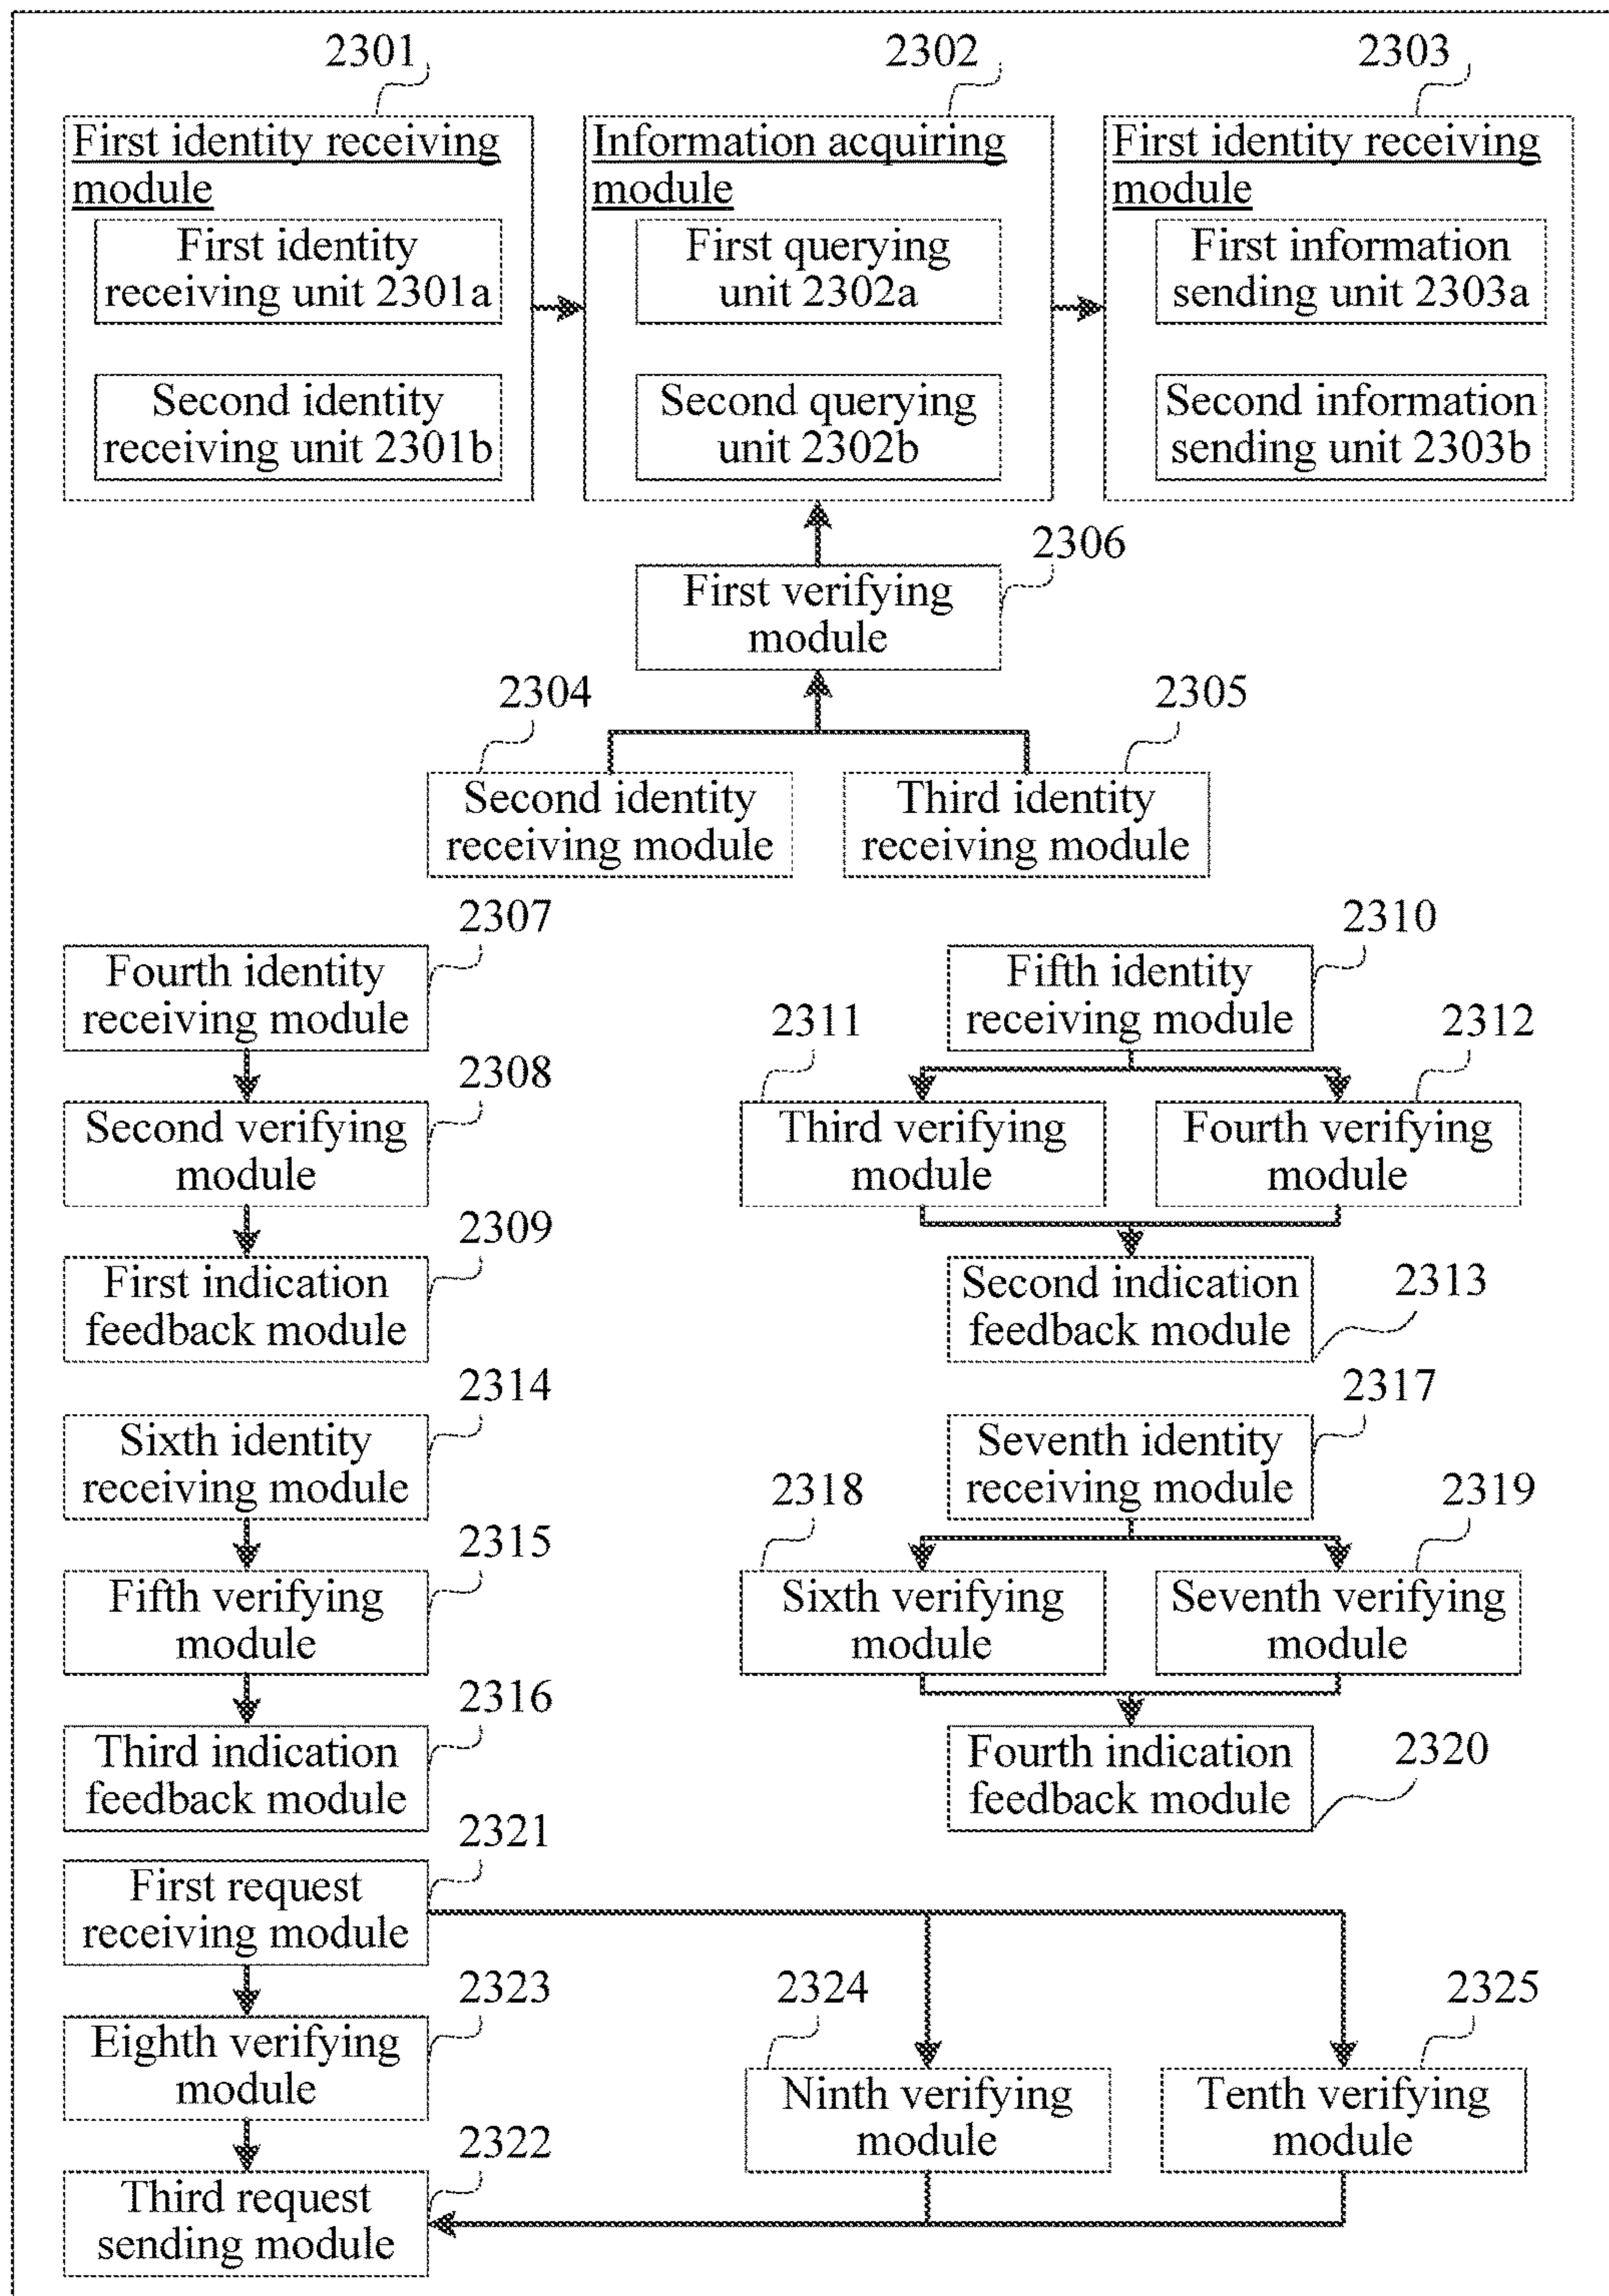 2301
2302
2303
First identity receiving
module
First identity
receiving unit 2301a
Second identity
receiving unit 2301b
Information acquiring
module
First querying
unit 2302a
Second querying
unit 2302b
First identity receiving
module
First information
sending unit 2303a
Second information
sending unit 2303b
2306
First verifying
module
2304
2305
Second identity
receiving module
Third identity
receiving module
2307
Fourth identity
receiving module
2308
Second verifying
module
2309
First indication
feedback module
2310
Fifth identity
receiving module
2311
2312
Third verifying
module
Fourth verifying
module
Second indication
feedback module
2313
2314
Sixth identity
receiving module
2315
Fifth verifying
module
2316
Third indication
feedback module
2317
Seventh identity
receiving module
2318
2319
Sixth verifying
module
Seventh verifying
module
Fourth indication
feedback module
2320
2321
First request
receiving module
2323
Eighth verifying
module
2324
2325
Ninth verifying
module
Tenth verifying
module
2322
Third request
sending module